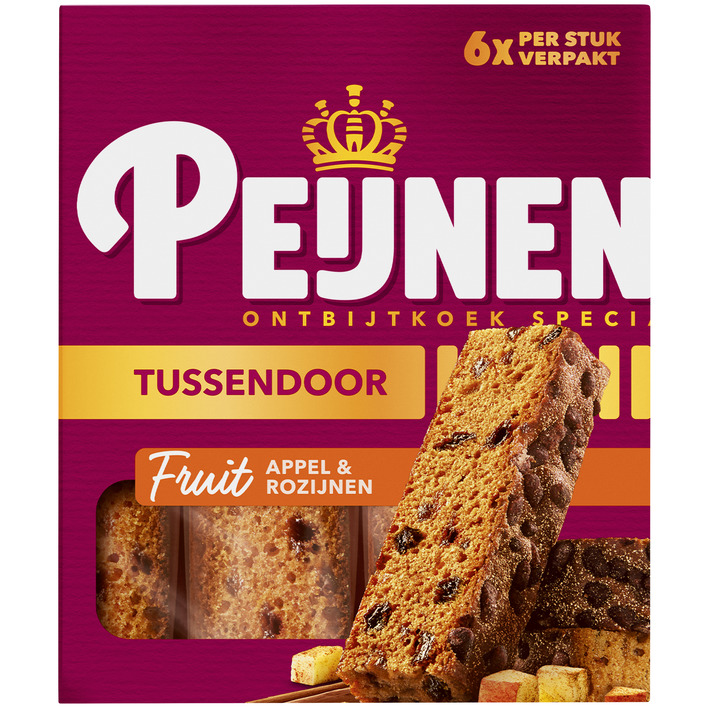 6x PER STUK
VERPAKT
PEIJNEN
ONTBIJTKOEK SPECIA
TUSSENDOOR
Fruit APPEL &
ROZIJNEN